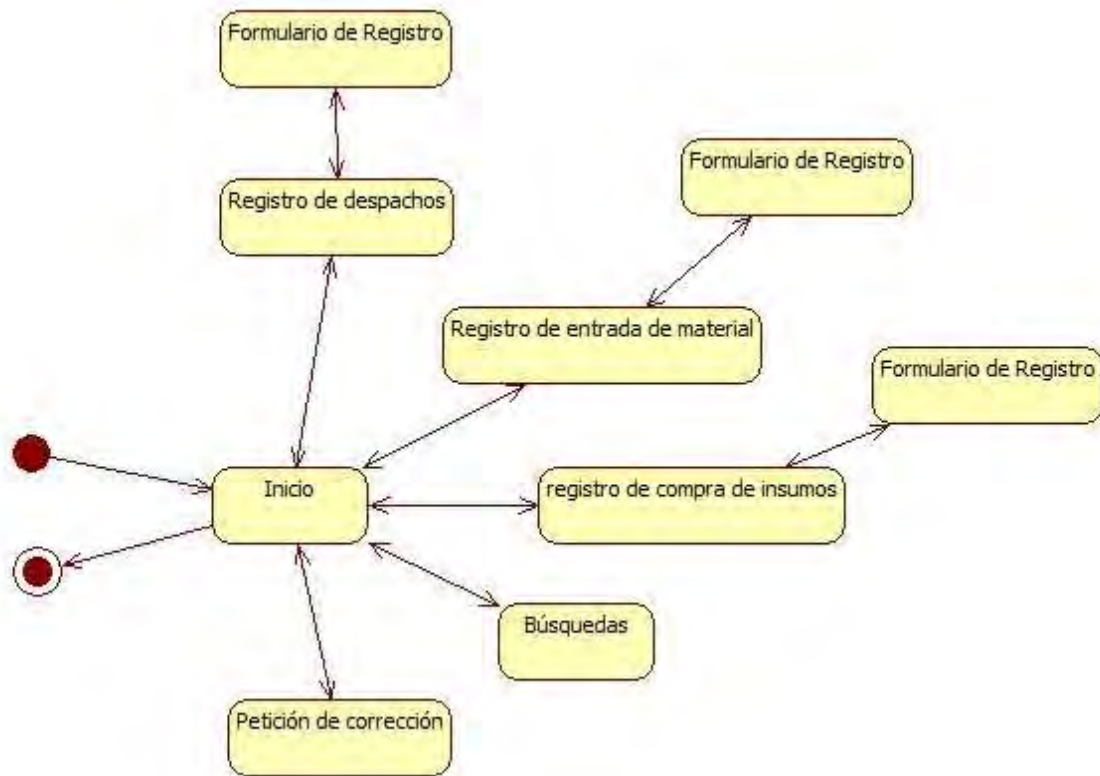 Formulario de Registro
Formulario de Registro
Registro de despachos
Registro de entrada de material
Formulario de Registro
Inicio
registro de compra de insumos
Búsquedas
Petición de corrección